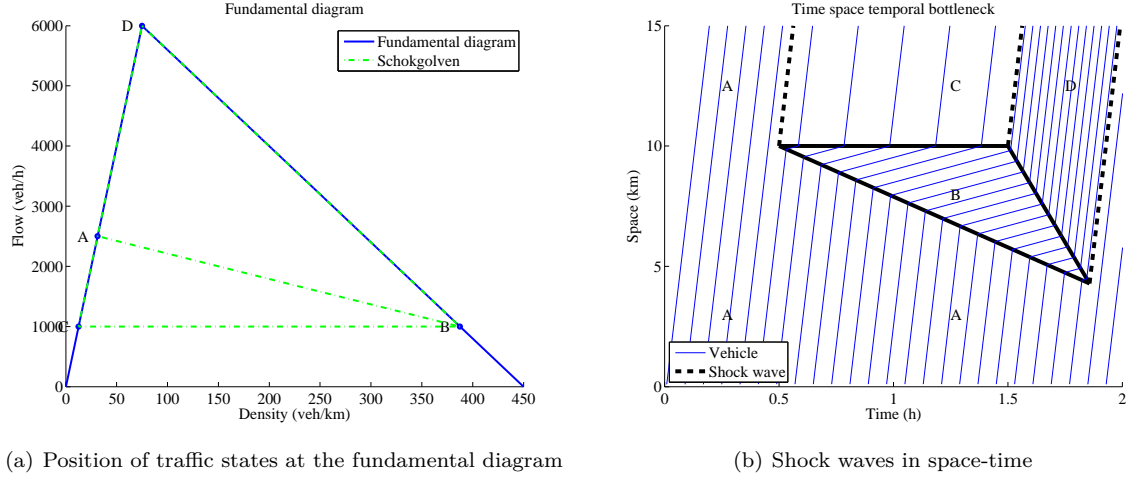 Fundamental diagram
6000
5000
4000
3000
2000
1000
0
Flow (veh/h)
D
A
C
B
Fundamental diagram
Schokgolven
0
50
100
150
200
250
300
350
400
450
Density (veh/km)
(a) Position of traffic states at the fundamental diagram
Time space temporal bottleneck
15
10
5
0
Space (km)
A
C
D
B
A
A
Vehicle
Shock wave
0
0.5
1
1.5
2
Time (h)
(b) Shock waves in space-time